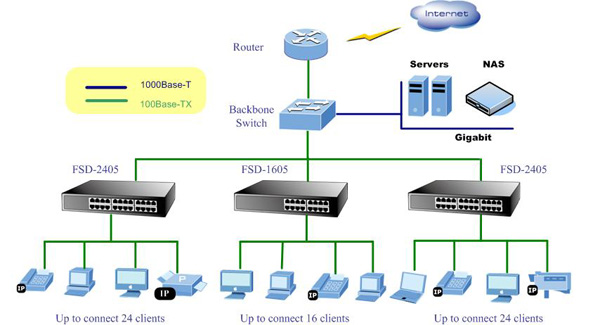 Internet
Router
Servers
NAS
1000Base-T
100Base-TX
Backbone
Switch
Gigabit
FSD-2405
FSD-1605
FSD-2405
IP
IP
IP
IP
IP
Up to connect 24 clients
Up to connect 16 clients
Up to connect 24 clients